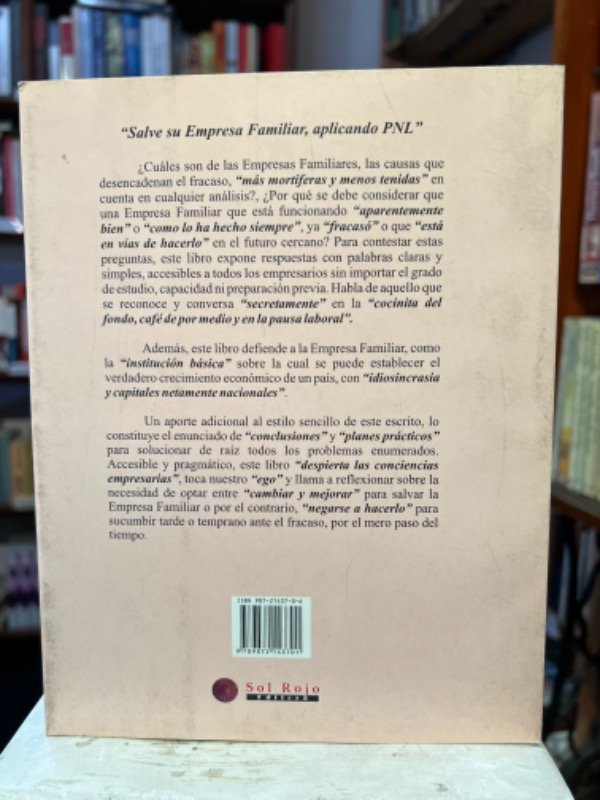 “Salve su Empresa Familiar, aplicando PNL”
¿Cuáles son de las Empresas Familiares, las causas que
desencadenan el fracaso, “más mortíferas y menos tenidas” en
cuenta en cualquier análisis?, ¿Por qué se debe considerar que
una Empresa Familiar que está funcionando “aparentemente
bien” o “como lo ha hecho siempre”, ya “fracasó” o que “está
en vías de hacerlo” en el futuro cercano? Para contestar estas
preguntas, este libro expone respuestas con palabras claras y
simples, accesibles a todos los empresarios sin importar el grado
de estudio, capacidad ni preparación previa. Habla de aquello que
se reconoce y conversa “secretamente” en la “cocinita del
fondo, café de por medio y en la pausa laboral”.
Además, este libro defiende a la Empresa Familiar, como
la “institución básica” sobre la cual se puede establecer el
verdadero crecimiento económico de un país, con “idiosincrasia
y capitales netamente nacionales”.
Un aporte adicional al estilo sencillo de este escrito, lo
constituye el enunciado de “conclusiones” y “planes prácticos”
para solucionar de raíz todos los problemas enumerados.
Accesible y pragmático, este libro “despierta las conciencias
empresarias”, toca nuestro “ego” y llama a reflexionar sobre la
necesidad de optar entre “cambiar y mejorar” para salvar la
Empresa Familiar o por el contrario, “negarse a hacerlo” para
sucumbir tarde o temprano ante el fracaso, por el mero paso del
tiempo.
ISBN
Sal Rojo